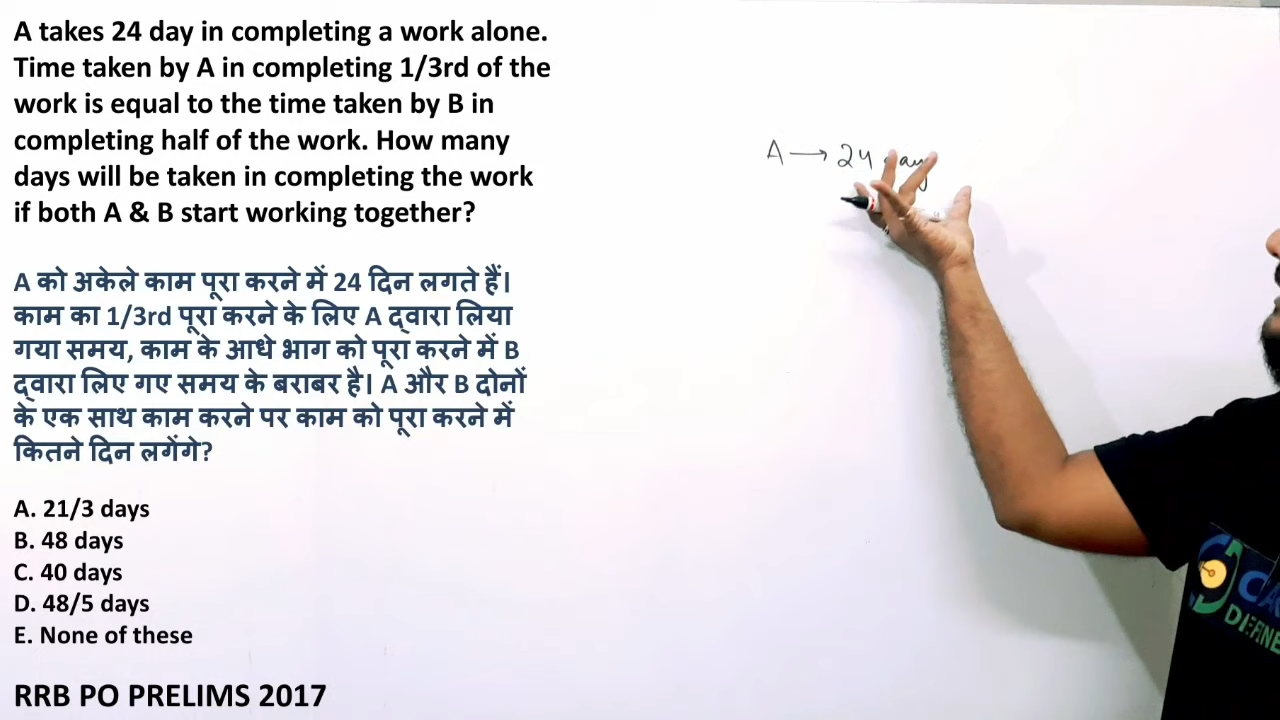 A takes 24 day in completing a work alone.
Time taken by A in completing 1/3rd of the
work is equal to the time taken by B in
completing half of the work. How many
days will be taken in completing the work
if both A & B start working together?
A को अकेले काम पूरा करने में 24 दिन लगते हैं।
काम का 1/3rd पूरा करने के लिए A द्वारा लिया
गया समय, काम के आधे भाग को पूरा करने में B
द्वारा लिए गए समय के बराबर है। A और B दोनों
के एक साथ काम करने पर काम को पूरा करने में
कितने दिन लगेंगे?
A. 21/3 days
B. 48 days
C. 40 days
D. 48/5 days
E. None of these
RRB PO PRELIMS 2017
A → 24